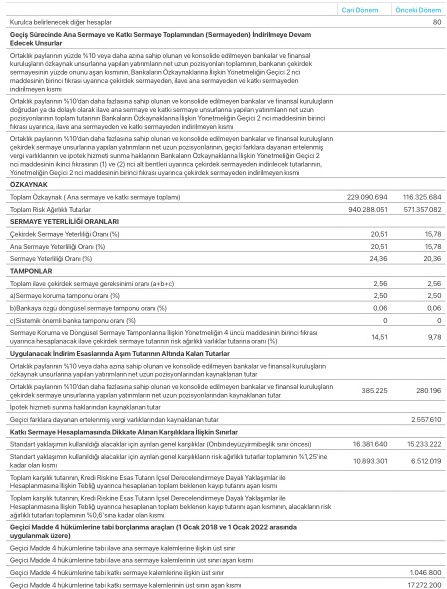 Cari Dönem Önceki Dönem
Kurulca belirlenecek diğer hesaplar 80
Geçiş Sürecinde Ana Sermaye ve Katkı Sermaye Toplamından (Sermayeden) İndirilmeye Devam
Edecek Unsurlar
Ortaklık paylarının yüzde %10 veya daha azına sahip olunan ve konsolide edilmeyen bankalar ve finansal
kuruluşların özkaynak unsurlarına yapılan yatırımların net uzun pozisyonları toplamının, bankanın çekirdek
sermayesinin yüzde onunu aşan kısmının, Bankaların Özkaynaklarına İlişkin Yönetmeliğin Geçici 2 nci
maddesinin birinci fıkrası uyarınca çekirdek sermayeden, ilave ana sermayeden ve katkı sermayeden
indirilmeyen kısmı
Ortaklık paylarının %10'dan daha fazlasına sahip olunan ve konsolide edilmeyen bankalar ve finansal kuruluşların
doğrudan ya da dolaylı olarak ilave ana sermaye ve katkı sermaye unsurlarına yapılan yatırımların net uzun
pozisyonlarının toplam tutarının Bankaların Özkaynaklarına İlişkin Yönetmeliğin Geçici 2 nci maddesinin birinci
fıkrası uyarınca, ilave ana sermayeden ve katkı sermayeden indirilmeyen kısmı
Ortaklık paylarının %10'dan daha fazlasına sahip olunan ve konsolide edilmeyen bankalar ve finansal kuruluşların
çekirdek sermaye unsurlarına yapılan yatırımların net uzun pozisyonlarının, geçici farklara dayanan ertelenmiş
vergi varlıklarının ve ipotek hizmeti sunma haklarının Bankaların Özkaynaklarına İlişkin Yönetmeliğin Geçici 2
nci maddesinin ikinci fıkrasının (1) ve (2) nci alt bentleri uyarınca çekirdek sermayeden indirilecek tutarlarının,
Yönetmeliğin Geçici 2 nci maddesinin birinci fıkrası uyarınca çekirdek sermayeden indirilmeyen kısmı
ÖZKAYNAK
Toplam Özkaynak ( Ana sermaye ve katkı sermaye toplamı) 229.090.694 116.325.684
Toplam Risk Ağırlıklı Tutarlar 940.288.051 571.357.082
SERMAYE YETERLİLİĞİ ORANLARI
Çekirdek Sermaye Yeterliliği Oranı (%) 20,51 15,78
Ana Sermaye Yeterliliği Oranı (%) 20,51 15,78
Sermaye Yeterliliği Oranı (%) 24,36 20,36
TAMPONLAR
Toplam ilave çekirdek sermaye gereksinimi oranı (a+b+c) 2,56 2,56
a)Sermaye koruma tamponu oranı (%) 2,50 2,50
b)Bankaya özgü döngüsel sermaye tamponu oranı (%) 0,06 0,06
c)Sistemik önemli banka tamponu oranı (%) 0 0
Sermaye Koruma ve Döngüsel Sermaye Tamponlarına İlişkin Yönetmeliğin 4 üncü maddesinin birinci fıkrası
uyarınca hesaplanacak ilave çekirdek sermaye tutarının risk ağırlıklı varlıklar tutarına oranı (%) 14,51 9,78
Uygulanacak İndirim Esaslarında Aşım Tutarının Altında Kalan Tutarlar
Ortaklık paylarının %10 veya daha azına sahip olunan ve konsolide edilmeyen bankalar ve finansal kuruluşların
özkaynak unsurlarına yapılan yatırımların net uzun pozisyonlarından kaynaklanan tutar
Ortaklık paylarının %10'dan daha fazlasına sahip olunan ve konsolide edilmeyen bankalar ve finansal kuruluşların
çekirdek sermaye unsurlarına yapılan yatırımların net uzun pozisyonlarından kaynaklanan tutar 385.225 280.196
İpotek hizmeti sunma haklarından kaynaklanan tutar
Geçici farklara dayanan ertelenmiş vergi varlıklarından kaynaklanan tutar 2.557.610
Katkı Sermaye Hesaplamasında Dikkate Alınan Karşılıklara İlişkin Sınırlar
Standart yaklaşımın kullanıldığı alacaklar için ayrılan genel karşılıklar (Onbindeyüzyirmibeşlik sınır öncesi) 16.381.640 15.233.222
Standart yaklaşımın kullanıldığı alacaklar için ayrılan genel karşılıkların risk ağırlıklı tutarlar toplamının %1,25'ine
kadar olan kısmı 10.893.301 6.512.019
Toplam karşılık tutarının, Kredi Riskine Esas Tutarın İçsel Derecelendirmeye Dayalı Yaklaşımlar ile
Hesaplanmasına İlişkin Tebliğ uyarınca hesaplanan toplam beklenen kayıp tutarını aşan kısmı
Toplam karşılık tutarının, Kredi Riskine Esas Tutarın İçsel Derecelendirmeye Dayalı Yaklaşımlar ile
Hesaplanmasına İlişkin Tebliğ uyarınca hesaplanan toplam beklenen kayıp tutarını aşan kısmının, alacakların risk
ağırlıklı tutarları toplamının %0,6'sına kadar olan kısmı
Geçici Madde 4 hükümlerine tabi borçlanma araçları (1 Ocak 2018 ve 1 Ocak 2022 arasında
uygulanmak üzere)
Geçici Madde 4 hükümlerine tabi ilave ana sermaye kalemlerine ilişkin üst sınır
Geçici Madde 4 hükümlerine tabi ilave ana sermaye kalemlerinin üst sınırı aşan kısmı
Geçici Madde 4 hükümlerine tabi katkı sermaye kalemlerine ilişkin üst sınır 1.046.800
Geçici Madde 4 hükümlerine tabi katkı sermaye kalemlerinin üst sınırı aşan kısmı 17.272.200